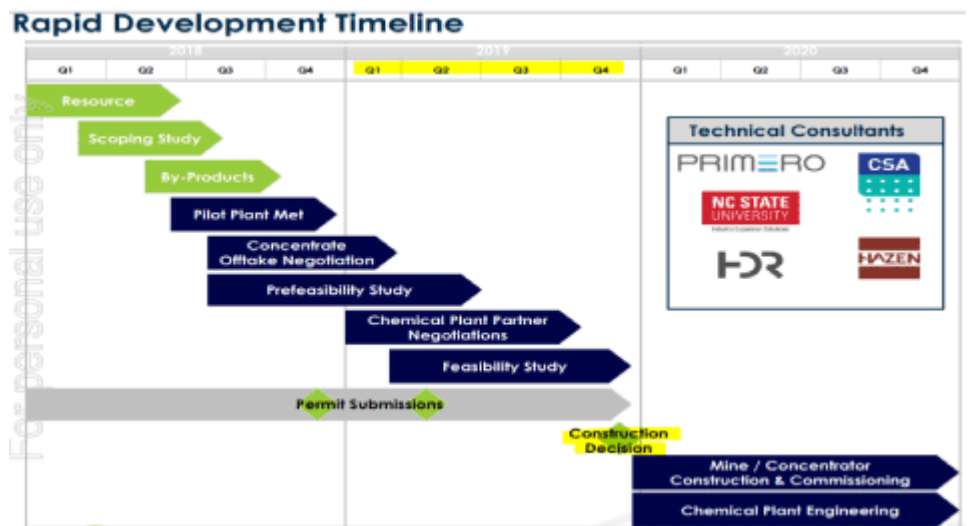 Rapid Development Timeline
2018 2019 2020
Q1 Q2 Q3 Q4 Q1 Q2 Q3 Q4 Q1 Q2 Q3 Q4
Resource
Scoping Study
By-Products
Pilot Plant Met
Concentrate
Offtake Negotiation
Prefeasibility Study
Chemical Plant Partner
Negotiations
Feasibility Study
Permit Submissions
Construction
Decision
Mine / Concentrator
Construction & Commissioning
Chemical Plant Engineering
Technical Consultants
PRIMERO
CSA
NC STATE
UNIVERSITY
Industry Expansion Solutions
HDR
HAZEN
For personal use only